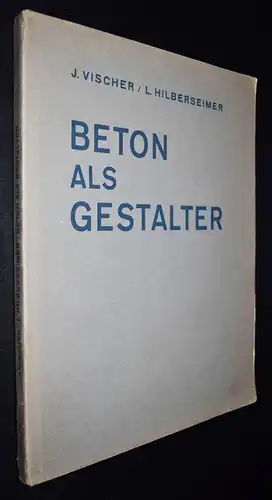 J. VISCHER / L. HILBERSEIMER
BETON
ALS
GESTALTER